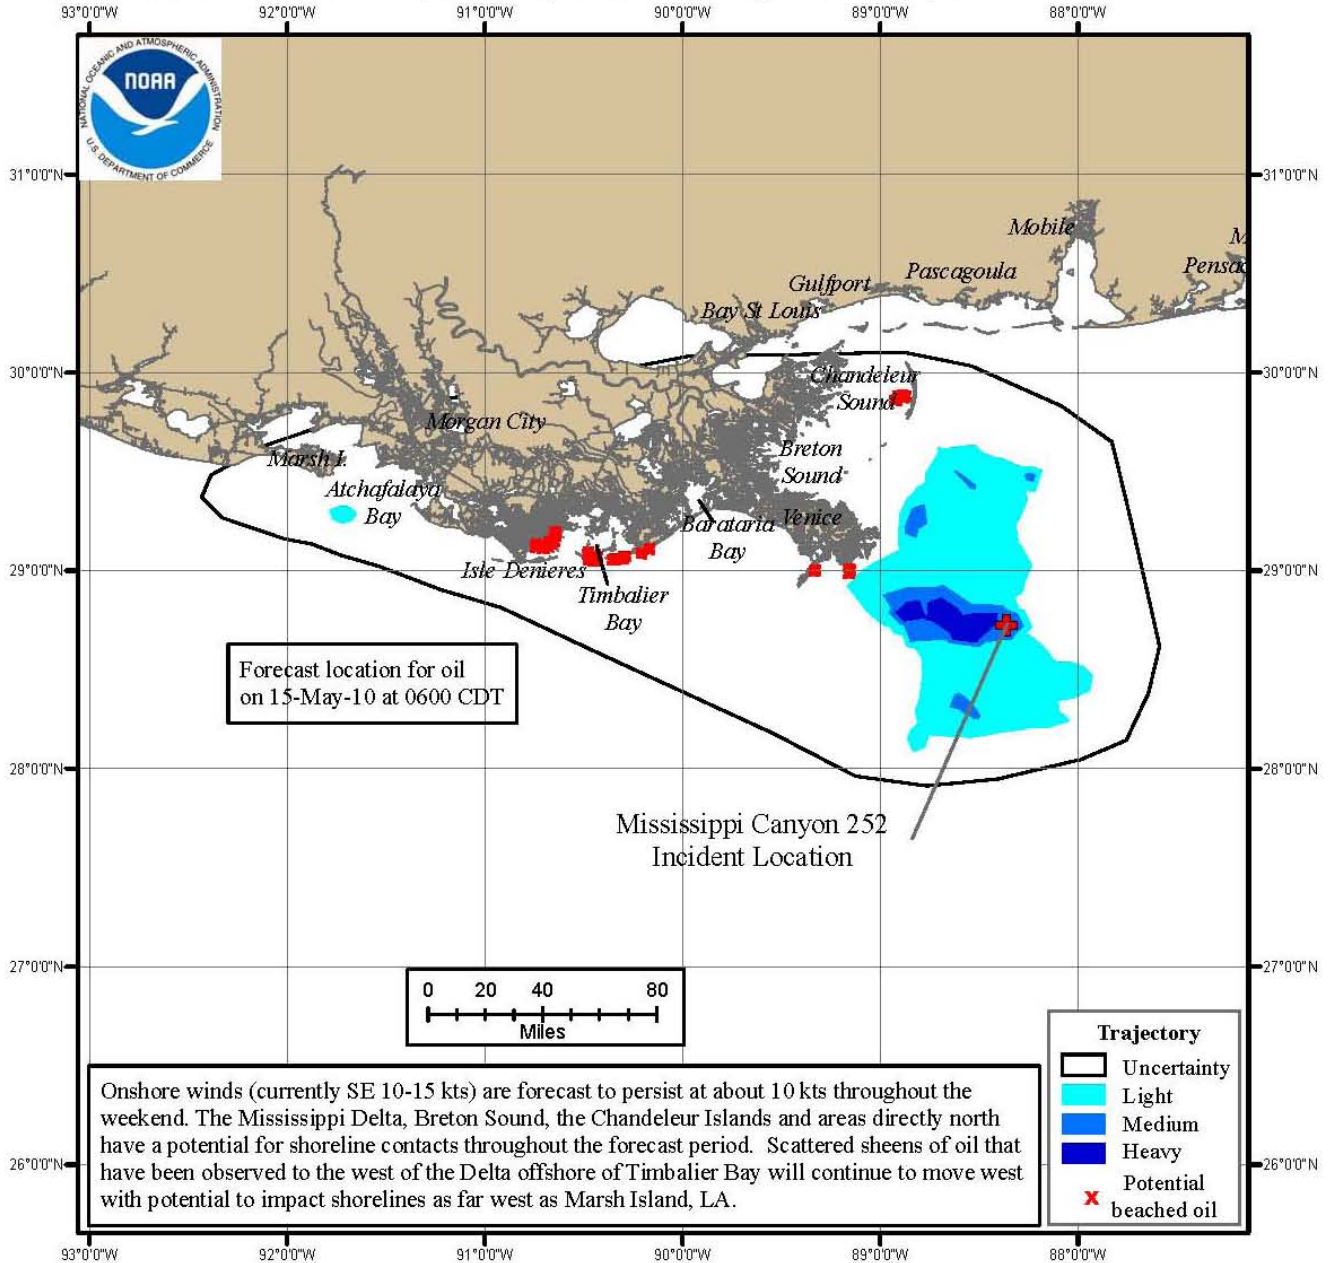 93°0'0"W 92°0'0"W 91°0'0"W 90°0'0"W 89°0'0"W 88°0'0"W
NATIONAL OCEANIC AND ATMOSPHERIC ADMINISTRATION
NOAA
U.S. DEPARTMENT OF COMMERCE
31°0'0"N 31°0'0"N
Mobile
M
Pensac
Pascagoula
Gulfport
Bay St Louis
30°0'0"N 30°0'0"N
Chandeleur
Sound
Morgan City
Breton
Sound
Marsh I.
Atchafalaya
Bay
Barataria
Bay
Venice
29°0'0"N 29°0'0"N
Isle Denieres
Timbalier
Bay
Forecast location for oil
on 15-May-10 at 0600 CDT
28°0'0"N 28°0'0"N
Mississippi Canyon 252
Incident Location
27°0'0"N 27°0'0"N
0 20 40 80
Miles
Trajectory
Uncertainty
Light
Medium
Heavy
Potential
x beached oil
Onshore winds (currently SE 10-15 kts) are forecast to persist at about 10 kts throughout the
weekend. The Mississippi Delta, Breton Sound, the Chandeleur Islands and areas directly north
have a potential for shoreline contacts throughout the forecast period. Scattered sheens of oil that
have been observed to the west of the Delta offshore of Timbalier Bay will continue to move west
with potential to impact shorelines as far west as Marsh Island, LA.
26°0'0"N 26°0'0"N
93°0'0"W 92°0'0"W 91°0'0"W 90°0'0"W 89°0'0"W 88°0'0"W